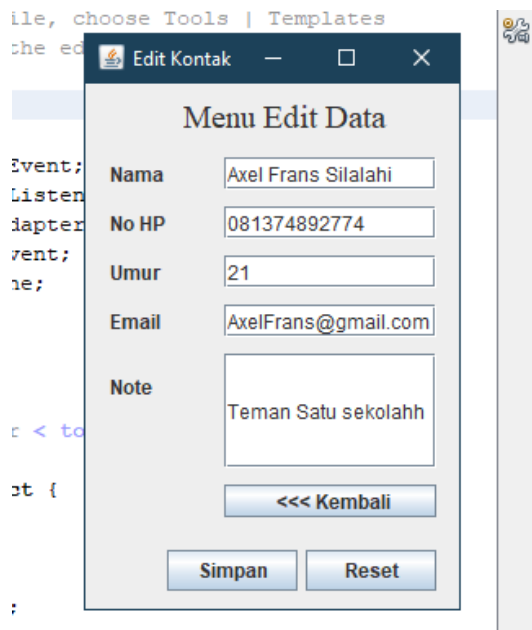 ile, choose Tools | Templates
the ed
Edit Kontak
Menu Edit Data
Event;
Nama
Axel Frans Silalahi
Listen
dapter
No HP
081374892774
vent;
Umur
21
ne;
Email
AxelFrans@gmail.com
Note
Teman Satu sekolahh
r < to
ct {
<<< Kembali
Simpan
Reset
;